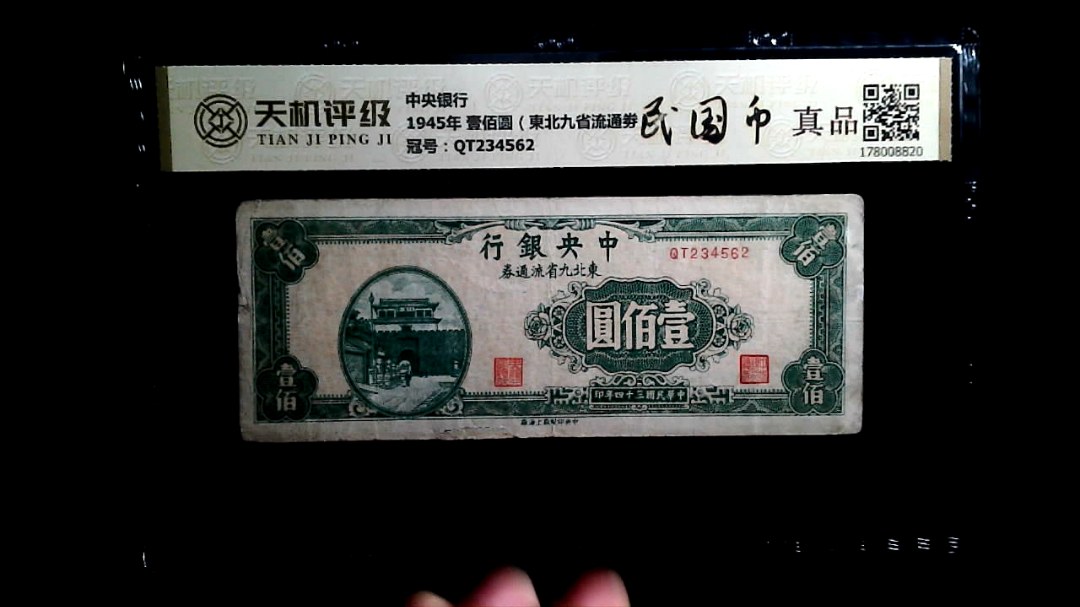 天机评级
TIAN JI PING JI
中央银行
1945年 壹佰圆（東北九省流通券
冠号：QT234562
民国币
真品
178008820
行銀央中
QT234562
券通流省九北東
圓佰壹
壹佰
壹佰
壹佰
壹佰
印年四十三國民華中